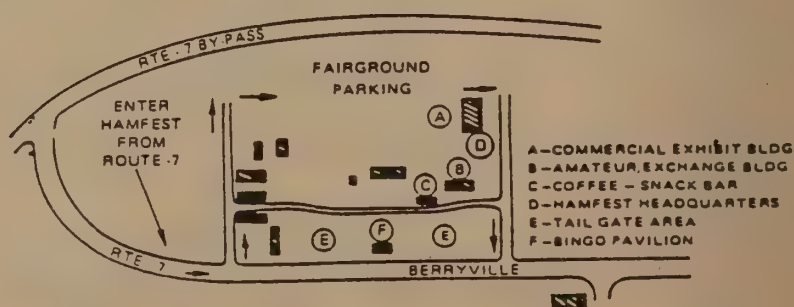 RTE-7 BY-PASS
FAIRGROUND
PARKING
ENTER
HAMFEST
FROM
ROUTE-7
A
D
B
C
E
F
E
A-COMMERCIAL EXHIBIT BLDG
B-AMATEUR, EXCHANGE BLDG
C-COFFEE - SNACK BAR
D-HAMFEST HEADQUARTERS
E-TAIL GATE AREA
F-BINGO PAVILION
RTE 7
BERRYVILLE